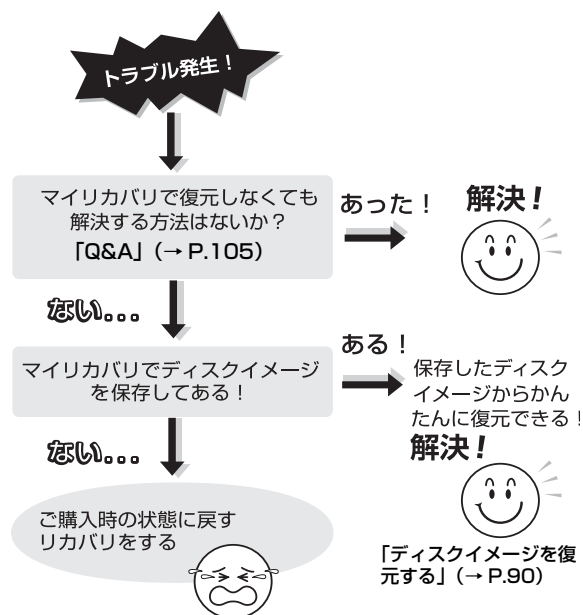 トラブル発生！
マイリカバリで復元しなくても
解決する方法はないか？
「Q&A」（→ P.105）
あった！
解決！
ない...
マイリカバリでディスクイメージ
を保存してある！
ある！
保存したディスク
イメージからかん
たんに復元できる！
解決！
「ディスクイメージを復
元する」（→ P.90）
ない...
ご購入時の状態に戻す
リカバリをする